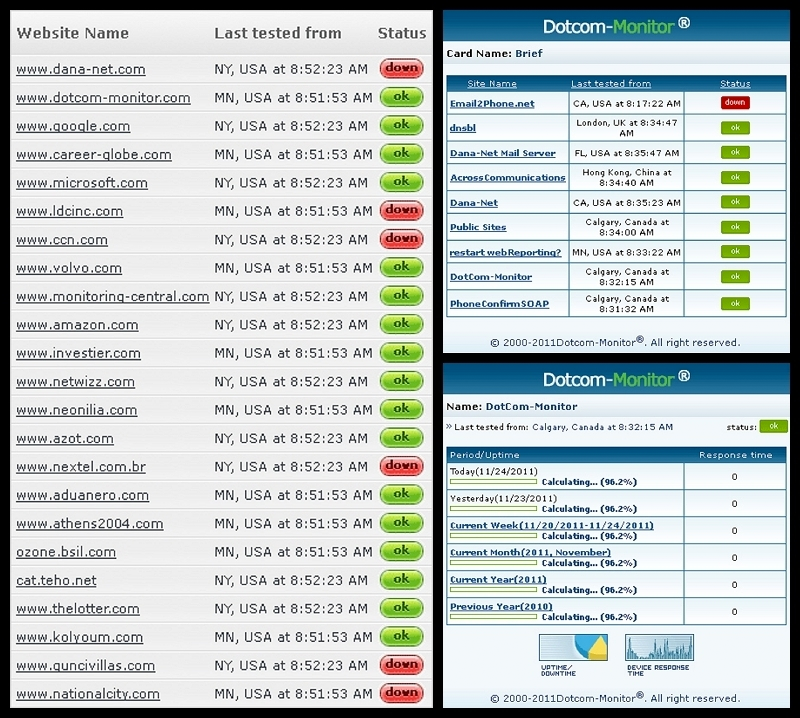 Website Name Last tested from Status
www.dana-net.com NY, USA at 8:52:23 AM down
www.dotcom-monitor.com MN, USA at 8:51:53 AM ok
www.google.com NY, USA at 8:52:23 AM ok
www.career-globe.com MN, USA at 8:51:53 AM ok
www.microsoft.com NY, USA at 8:52:23 AM ok
www.ldcinc.com MN, USA at 8:51:53 AM down
www.ccn.com NY, USA at 8:52:23 AM down
www.volvo.com MN, USA at 8:51:53 AM ok
www.monitoring-central.com NY, USA at 8:52:23 AM ok
www.amazon.com NY, USA at 8:52:23 AM ok
www.investier.com MN, USA at 8:51:53 AM ok
www.netwizz.com NY, USA at 8:52:23 AM ok
www.neonilia.com MN, USA at 8:51:53 AM ok
www.azot.com NY, USA at 8:52:23 AM ok
www.nextel.com.br NY, USA at 8:52:23 AM down
www.aduanero.com MN, USA at 8:51:53 AM ok
www.athens2004.com MN, USA at 8:51:53 AM ok
ozone.bsil.com MN, USA at 8:51:53 AM ok
cat.teho.net NY, USA at 8:52:23 AM ok
www.thelotter.com NY, USA at 8:52:23 AM ok
www.kolyoum.com MN, USA at 8:51:53 AM ok
www.guncivillas.com NY, USA at 8:52:23 AM down
www.nationalcity.com MN, USA at 8:51:53 AM down
Dotcom-Monitor ®
Card Name: Brief
Site Name Last tested from Status
Email2Phone.net CA, USA at 8:17:22 AM down
dnsbl London, UK at 8:34:47 AM ok
Dana-Net Mail Server FL, USA at 8:35:47 AM ok
AcrossCommunications Hong Kong, China at 8:34:40 AM ok
Dana-Net CA, USA at 8:35:23 AM ok
Public Sites Calgary, Canada at 8:34:00 AM ok
restart webReporting? MN, USA at 8:33:22 AM ok
DotCom-Monitor Calgary, Canada at 8:32:15 AM ok
PhoneConfirmSOAP Calgary, Canada at 8:31:32 AM ok
© 2000-2011Dotcom-Monitor®. All right reserved.
Dotcom-Monitor ®
Name: DotCom-Monitor
» Last tested from: Calgary, Canada at 8:32:15 AM status: ok
Period/Uptime Response time
Today(11/24/2011)
Calculating... (96.2%) 0
Yesterday(11/23/2011)
Calculating... (96.2%) 0
Current Week(11/20/2011-11/24/2011)
Calculating... (96.2%) 0
Current Month(2011, November)
Calculating... (96.2%) 0
Current Year(2011)
Calculating... (96.2%) 0
Previous Year(2010)
Calculating... (96.2%) 0
UPTIME/ DEVICE RESPONSE
DOWNTIME TIME
© 2000-2011Dotcom-Monitor®. All right reserved.